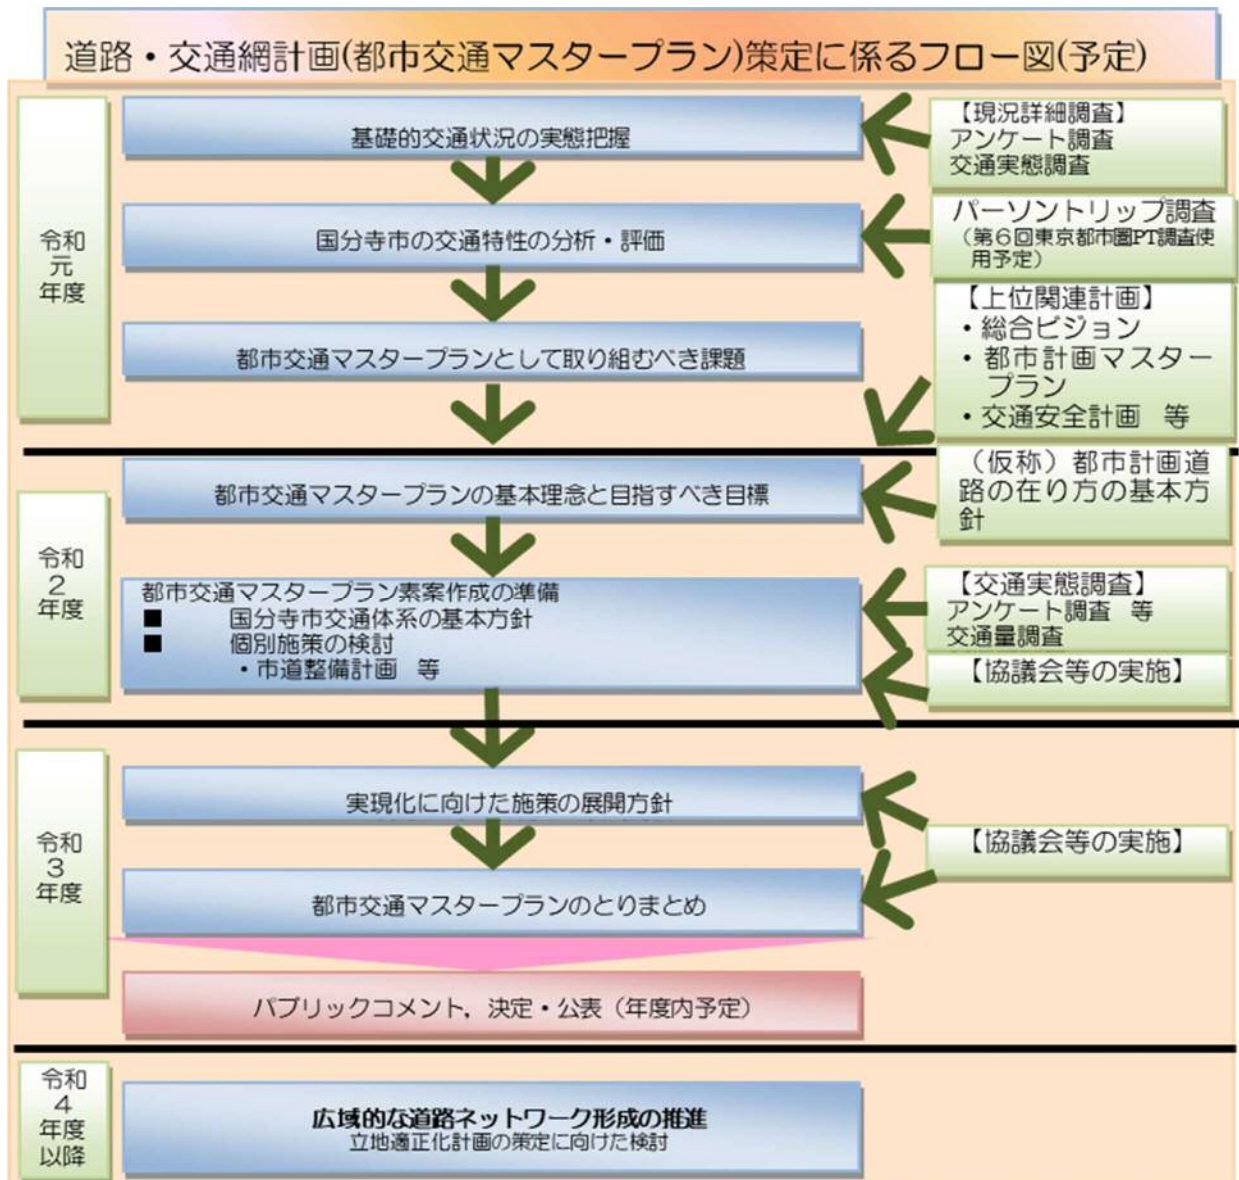 道路・交通網計画(都市交通マスタープラン)策定に係るフロー図(予定)
令和
元
年度
基礎的交通状況の実態把握
【現況詳細調査】
アンケート調査
交通実態調査
国分寺市の交通特性の分析・評価
パーソントリップ調査
（第６回東京都市圏PT調査使
用予定）
都市交通マスタープランとして取り組むべき課題
【上位関連計画】
・総合ビジョン
・都市計画マスター
プラン
・交通安全計画　等
令和
２
年度
都市交通マスタープランの基本理念と目指すべき目標
（仮称）都市計画道
路の在り方の基本方
針
都市交通マスタープラン素案作成の準備
■　国分寺市交通体系の基本方針
■　個別施策の検討
・市道整備計画　等
【交通実態調査】
アンケート調査　等
交通量調査
【協議会等の実施】
令和
３
年度
実現化に向けた施策の展開方針
【協議会等の実施】
都市交通マスタープランのとりまとめ
パブリックコメント，決定・公表（年度内予定）
令和
４
年度
以降
広域的な道路ネットワーク形成の推進
立地適正化計画の策定に向けた検討